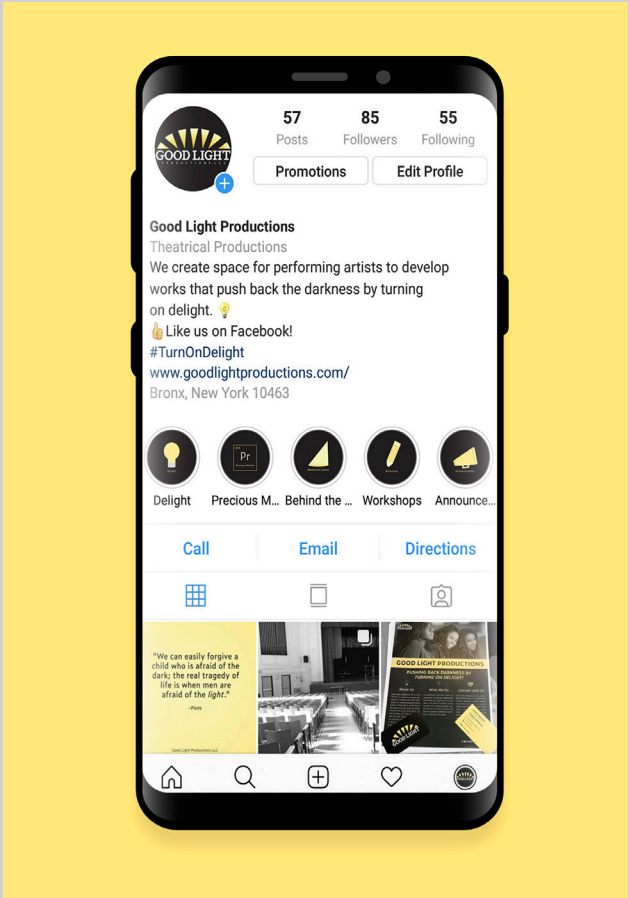 GOOD LIGHT
PRODUCTIONS LLC
57
Posts
85
Followers
55
Following
Promotions
Edit Profile
Good Light Productions
Theatrical Productions
We create space for performing artists to develop
works that push back the darkness by turning
on delight. 💡
👍Like us on Facebook!
#TurnOnDelight
www.goodlightproductions.com/
Bronx, New York 10463
Pr
Delight
Precious M...
Behind the ...
Workshops
Announce...
Call
Email
Directions
"We can easily forgive a
child who is afraid of the
dark; the real tragedy of
life is when men are
afraid of the light."
-Plato
Good Light Productions LLC.
GOOD LIGHT PRODUCTIONS
PUSHING BACK DARKNESS BY
TURNING ON DELIGHT!
About Us
What We Do
Connect with Us
GOOD LIGHT